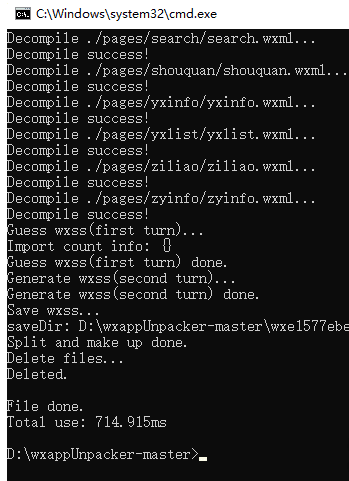 C:\Windows\system32\cmd.exe
Decompile ./pages/search/search.wxml...
Decompile success!
Decompile ./pages/shouquan/shouquan.wxml...
Decompile success!
Decompile ./pages/yxinfo/yxinfo.wxml...
Decompile success!
Decompile ./pages/yxlist/yxlist.wxml...
Decompile success!
Decompile ./pages/ziliao/ziliao.wxml...
Decompile success!
Decompile ./pages/zyinfo/zyinfo.wxml...
Decompile success!
Guess wxss(first turn)...
Import count info: {}
Guess wxss(first turn) done.
Generate wxss(second turn)...
Generate wxss(second turn) done.
Save wxss...
saveDir: D:\wxappUnpacker-master\wxe1577ebe
Split and make up done.
Delete files...
Deleted.
File done.
Total use: 714.915ms
D:\wxappUnpacker-master>